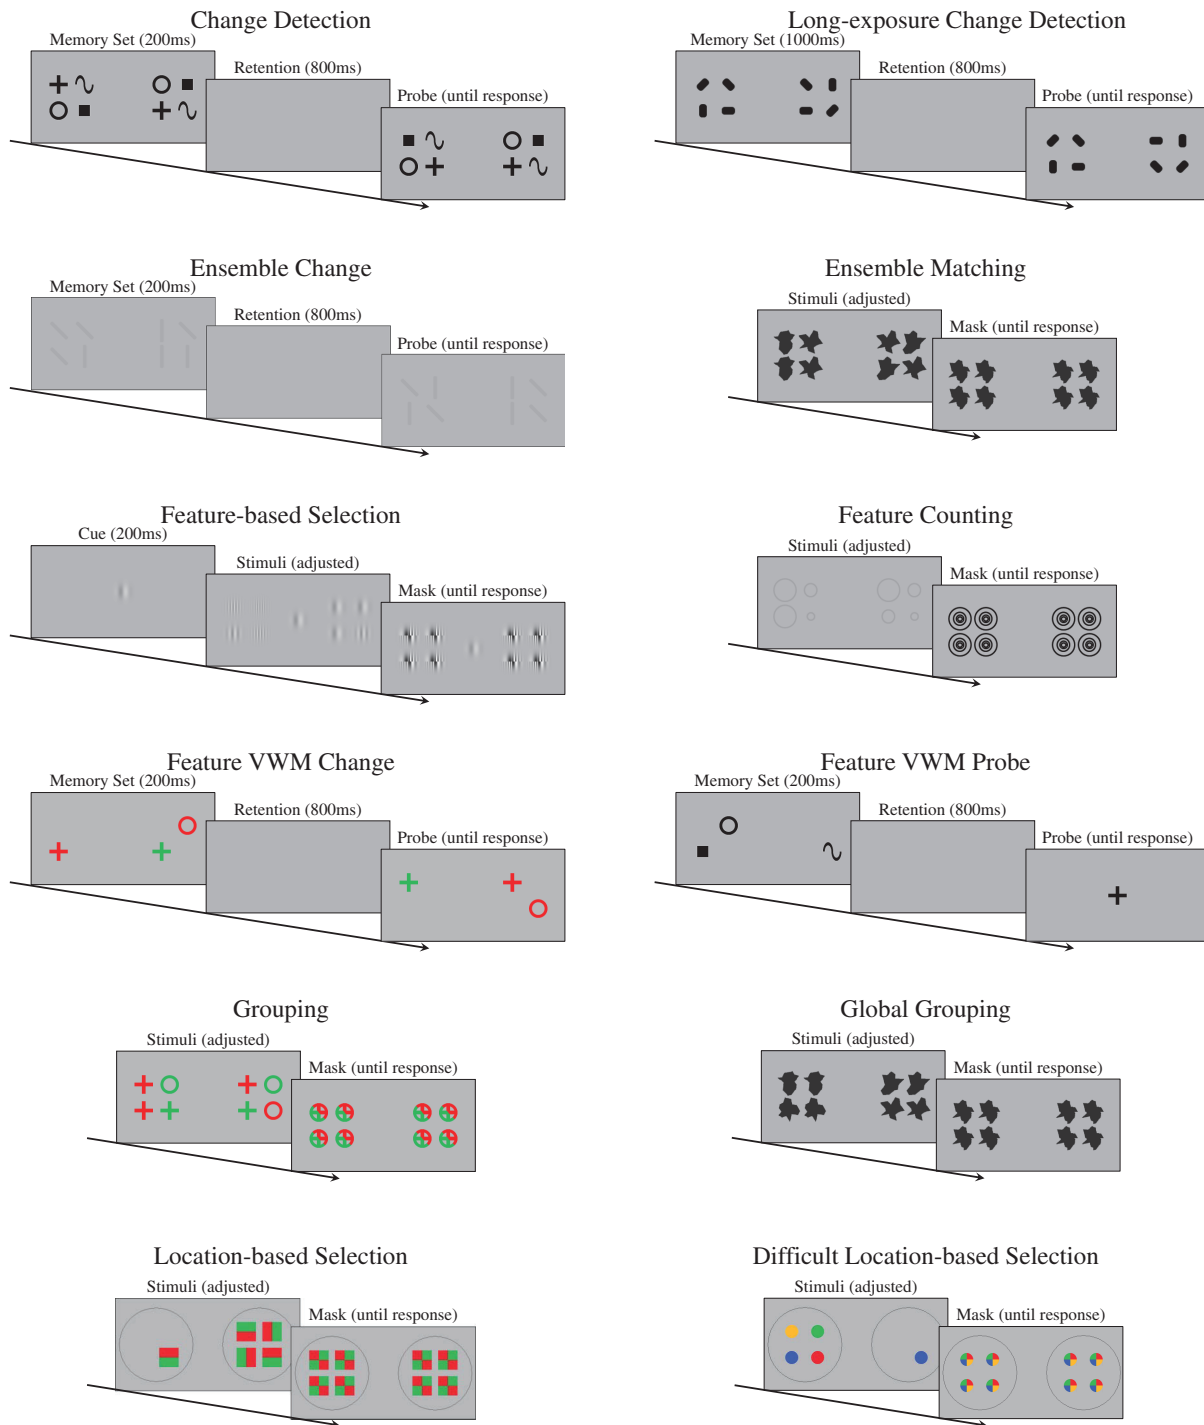 Change Detection
Memory Set (200ms)
Retention (800ms)
Probe (until response)
Long-exposure Change Detection
Memory Set (1000ms)
Retention (800ms)
Probe (until response)
Ensemble Change
Memory Set (200ms)
Retention (800ms)
Probe (until response)
Ensemble Matching
Stimuli (adjusted)
Mask (until response)
Feature-based Selection
Cue (200ms)
Stimuli (adjusted)
Mask (until response)
Feature Counting
Stimuli (adjusted)
Mask (until response)
Feature VWM Change
Memory Set (200ms)
Retention (800ms)
Probe (until response)
Feature VWM Probe
Memory Set (200ms)
Retention (800ms)
Probe (until response)
Grouping
Stimuli (adjusted)
Mask (until response)
Global Grouping
Stimuli (adjusted)
Mask (until response)
Location-based Selection
Stimuli (adjusted)
Mask (until response)
Difficult Location-based Selection
Stimuli (adjusted)
Mask (until response)